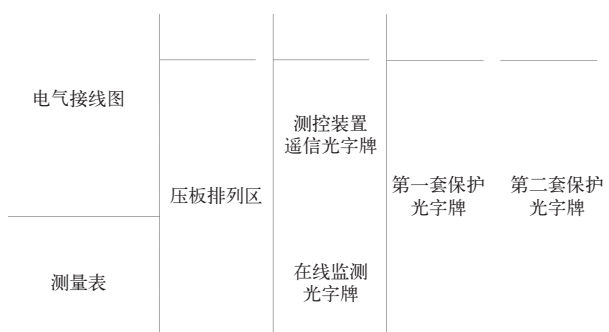 电气接线图
测量表
压板排列区
测控装置
遥信光字牌
在线监测
光字牌
第一套保护
光字牌
第二套保护
光字牌